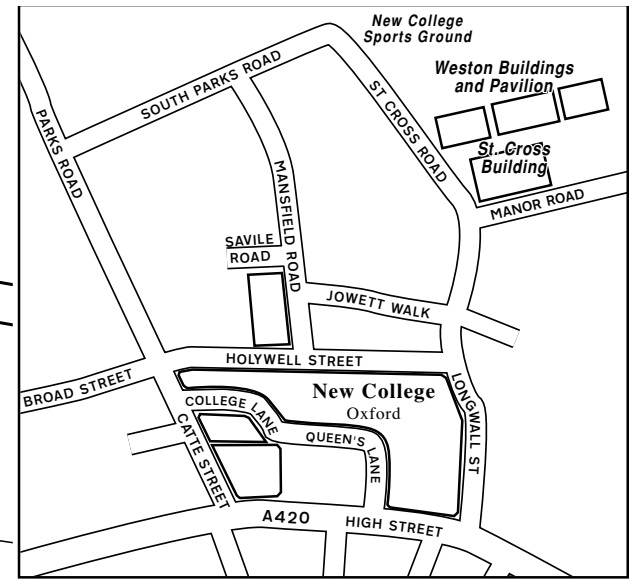 New College
Sports Ground
SOUTH PARKS ROAD
Weston Buildings
and Pavilion
PARKS ROAD
ST CROSS ROAD
St. Cross
Building
MANSFIELD ROAD
MANOR ROAD
SAVILE
ROAD
JOWETT WALK
HOLYWELL STREET
BROAD STREET
New College
Oxford
COLLEGE LANE
LONGWALL ST
CATTE STREET
QUEEN'S LANE
A420
HIGH STREET